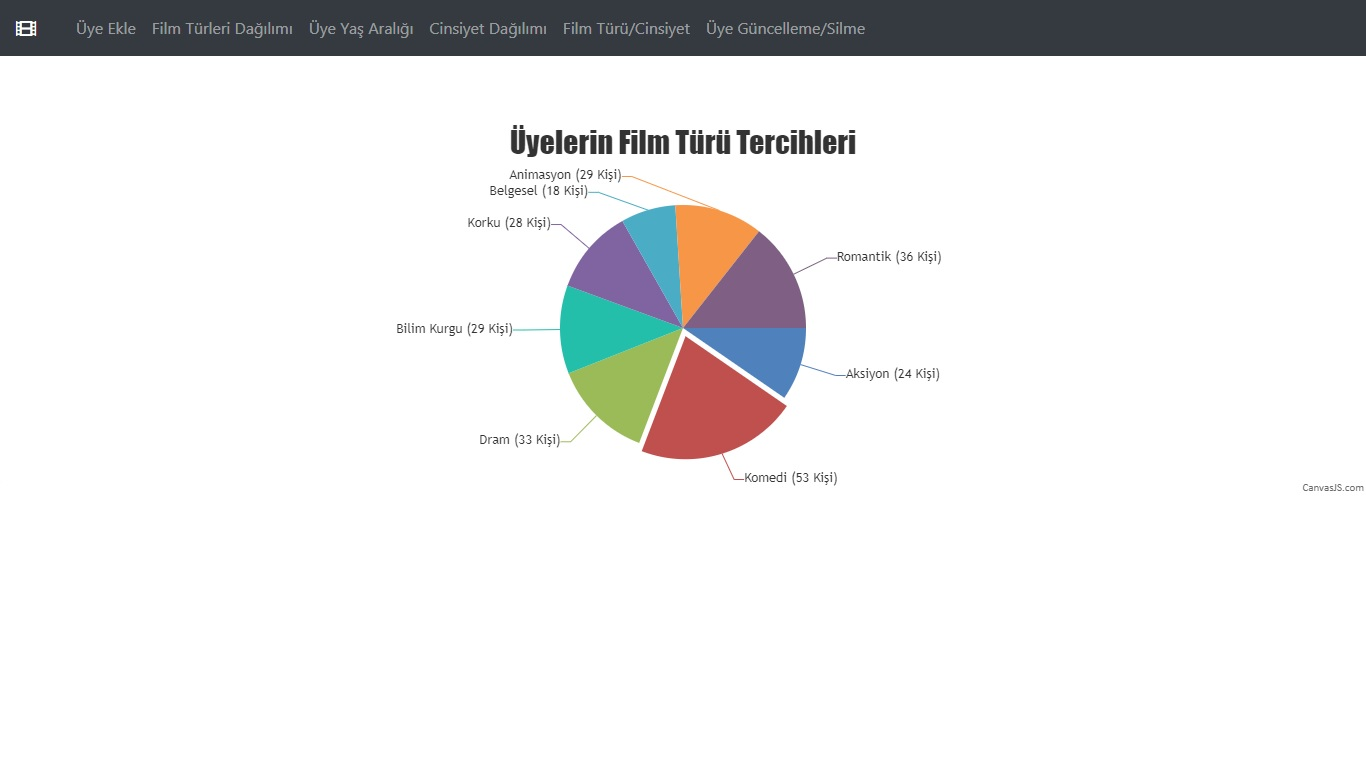 Üye Ekle Film Türleri Dağılımı Üye Yaş Aralığı Cinsiyet Dağılımı Film Türü/Cinsiyet Üye Güncelleme/Silme
Üyelerin Film Türü Tercihleri
Animasyon (29 Kişi)
Belgesel (18 Kişi)
Korku (28 Kişi)
Romantik (36 Kişi)
Bilim Kurgu (29 Kişi)
Aksiyon (24 Kişi)
Dram (33 Kişi)
Komedi (53 Kişi)
CanvasJS.com